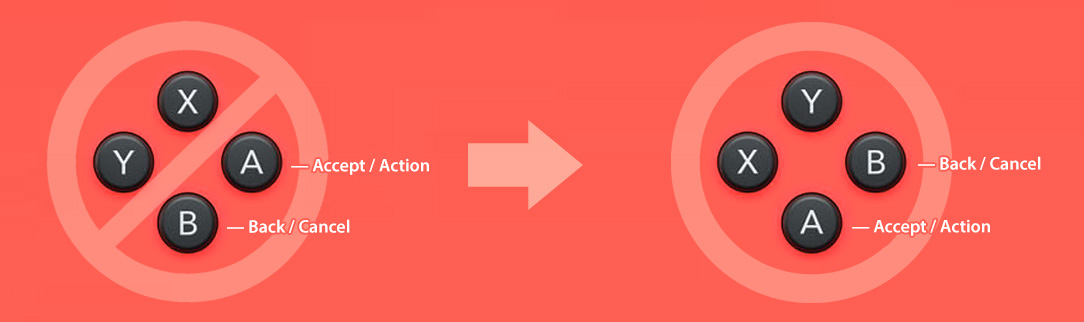 X
Y
A
— Accept / Action
B
— Back / Cancel
Y
X
B
— Back / Cancel
A
— Accept / Action